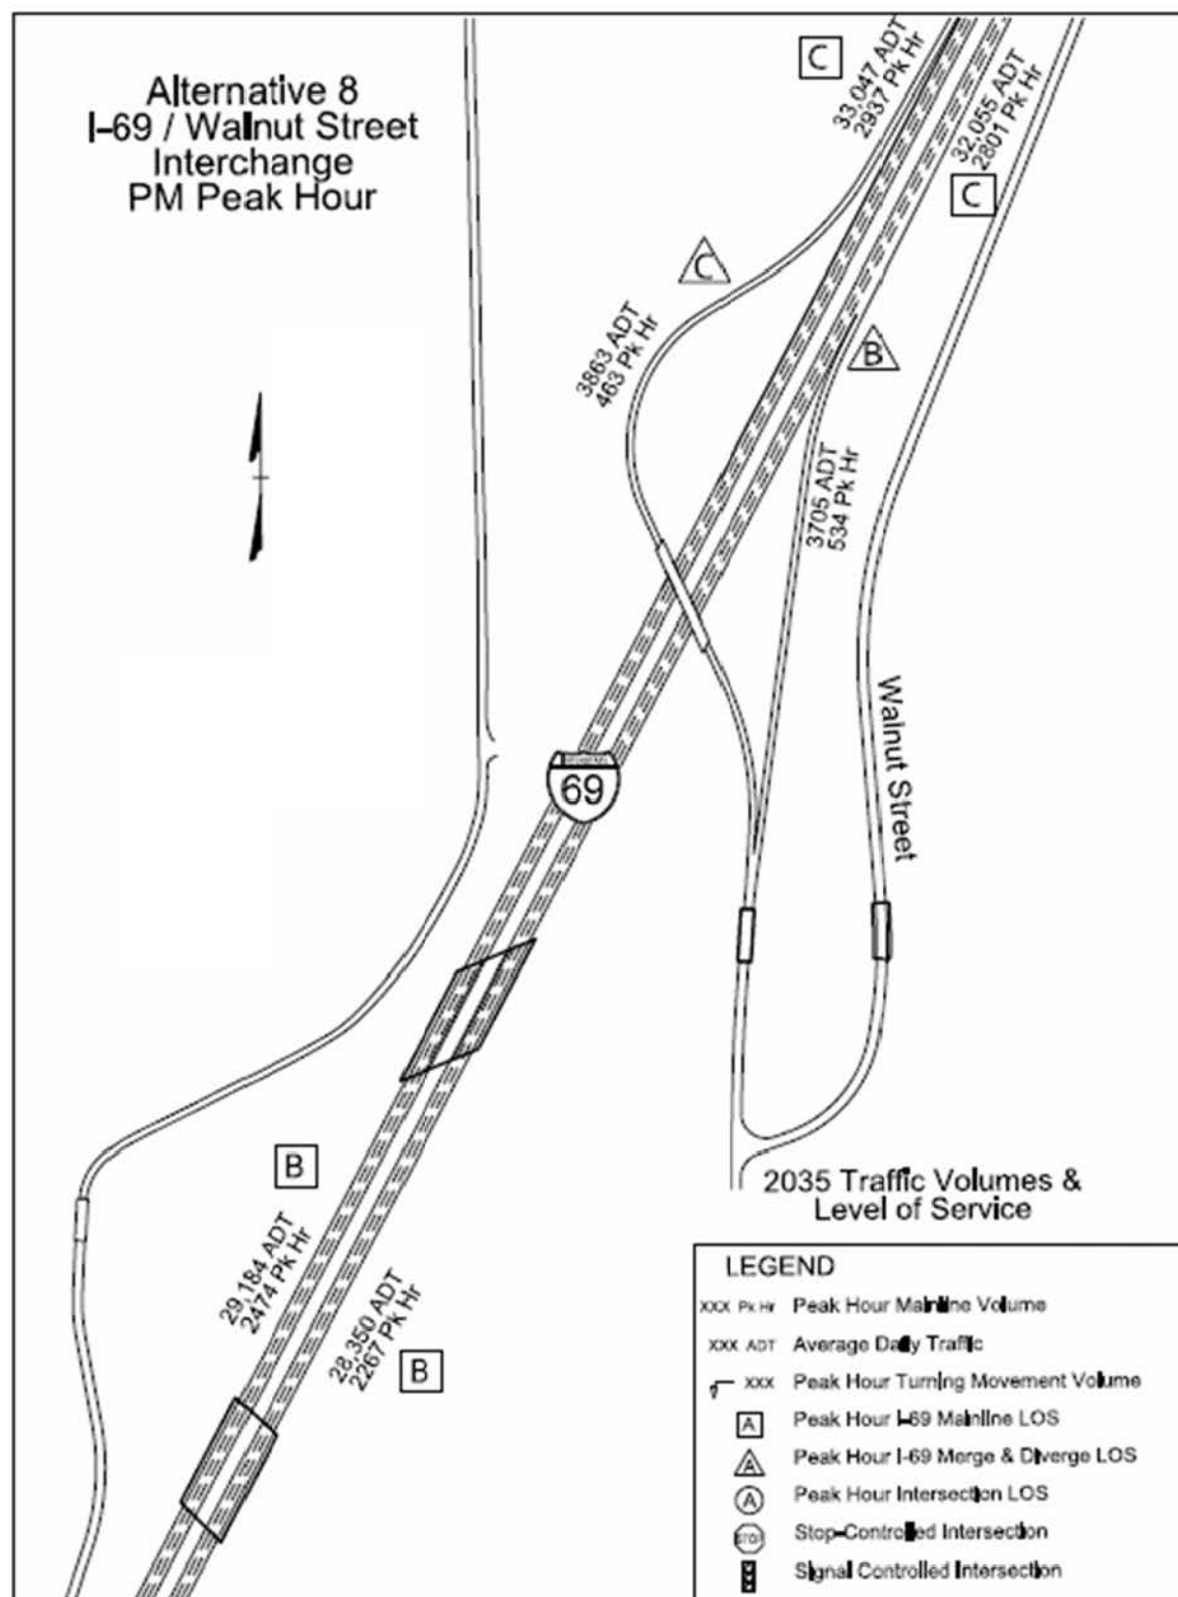 Alternative 8
I-69 / Walnut Street
Interchange
PM Peak Hour
C
33,047 ADT
2937 Pk Hr
32,055 ADT
2801 Pk Hr
C
C
3863 ADT
463 Pk Hr
B
3705 ADT
534 Pk Hr
Walnut Street
69
B
29,184 ADT
2474 Pk Hr
28,350 ADT
2267 Pk Hr
B
2035 Traffic Volumes &
Level of Service
LEGEND
XXX Pk Hr Peak Hour Mainline Volume
XXX ADT Average Daily Traffic
XXX Peak Hour Turning Movement Volume
A Peak Hour I-69 Mainline LOS
A Peak Hour I-69 Merge & Diverge LOS
A Peak Hour Intersection LOS
STOP Stop-Controlled Intersection
Signal Controlled Intersection